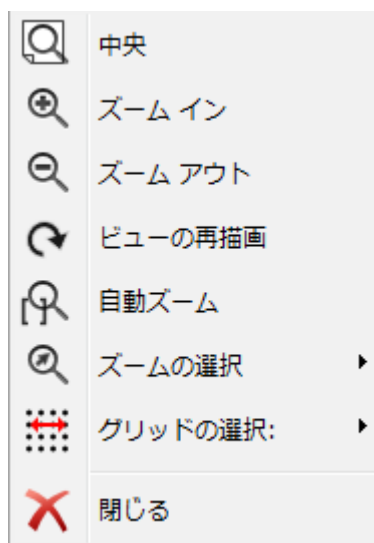 中央
ズーム イン
ズーム アウト
ビューの再描画
自動ズーム
ズームの選択
グリッドの選択:
閉じる